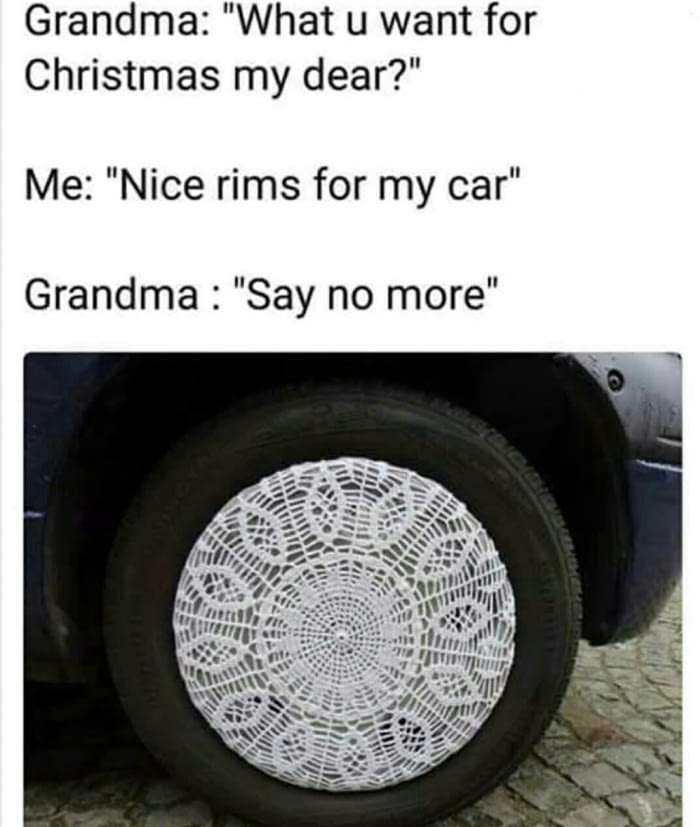 Grandma: "What u want for
Christmas my dear?"
Me: "Nice rims for my car"
Grandma : "Say no more"